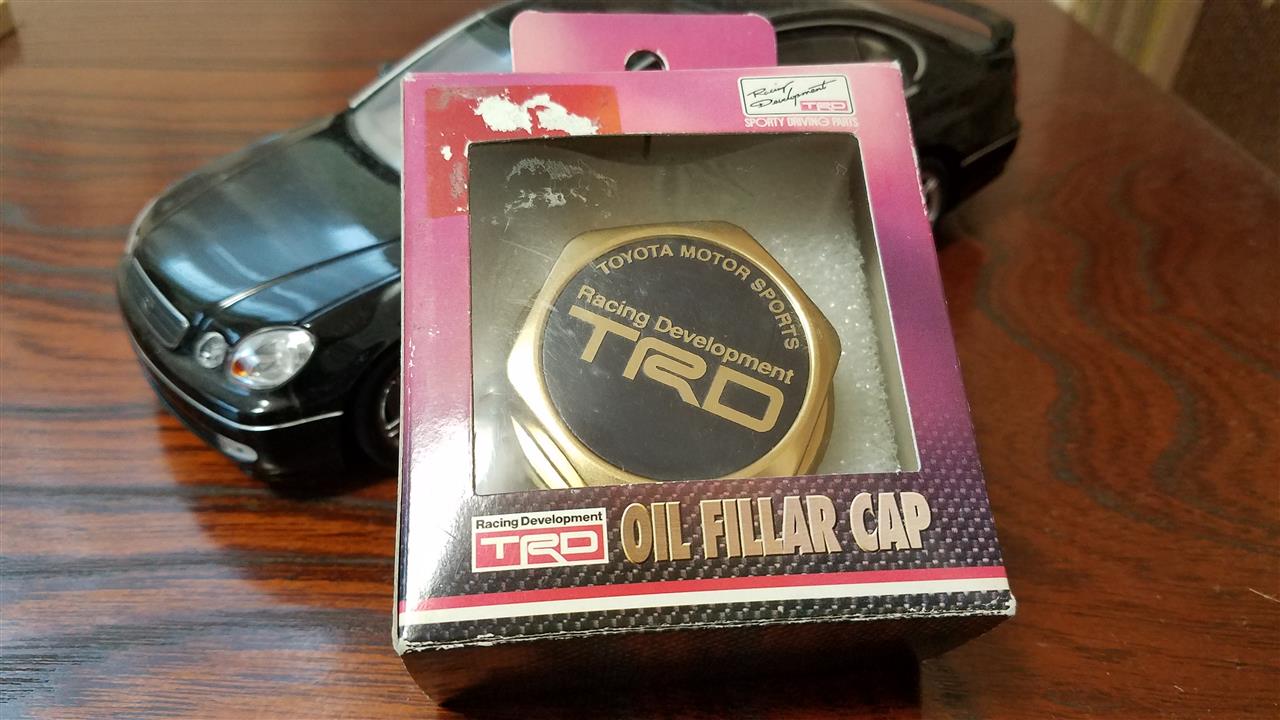 Racing
Development
TRD
SPORTY DRIVING PARTS
TOYOTA MOTOR SPORTS
Racing Development
TRD
Racing Development
TRD
OIL FILLAR CAP